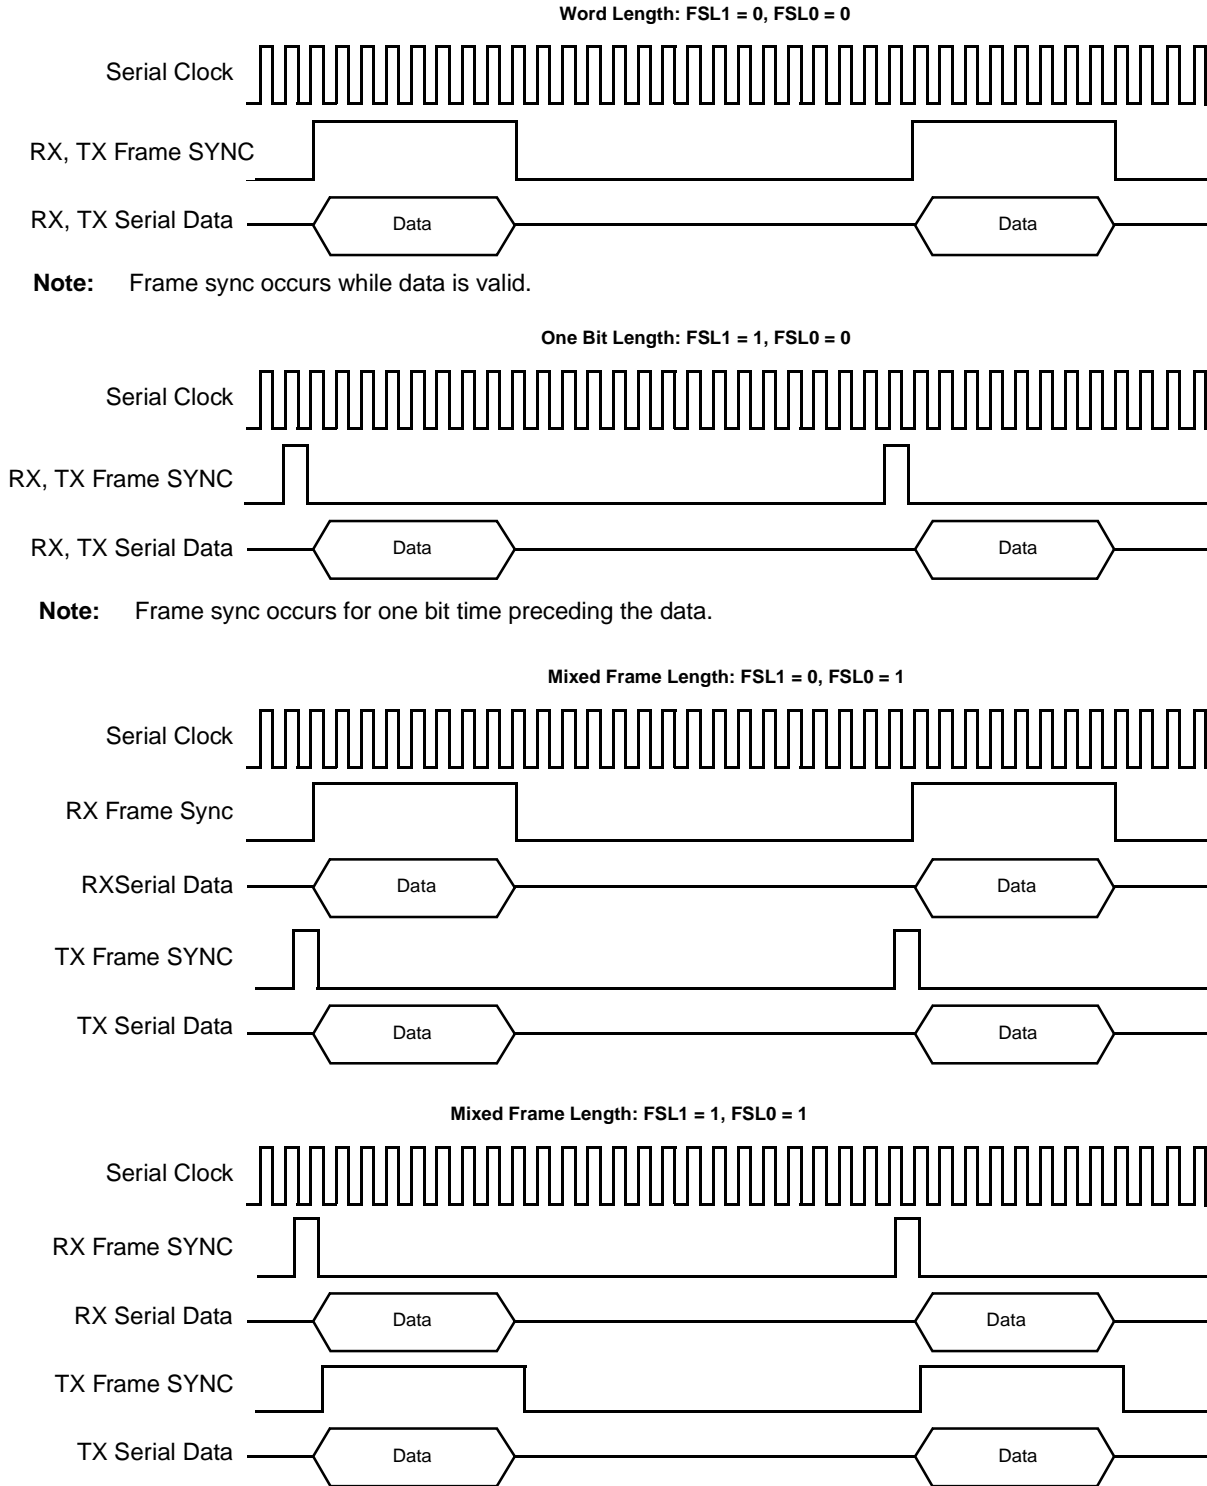 Word Length: FSL1 = 0, FSL0 = 0
Serial Clock
RX, TX Frame SYNC
RX, TX Serial Data
Data
Data
Note: Frame sync occurs while data is valid.
One Bit Length: FSL1 = 1, FSL0 = 0
Serial Clock
RX, TX Frame SYNC
RX, TX Serial Data
Data
Data
Note: Frame sync occurs for one bit time preceding the data.
Mixed Frame Length: FSL1 = 0, FSL0 = 1
Serial Clock
RX Frame Sync
RXSerial Data
Data
Data
TX Frame SYNC
TX Serial Data
Data
Data
Mixed Frame Length: FSL1 = 1, FSL0 = 1
Serial Clock
RX Frame SYNC
RX Serial Data
Data
Data
TX Frame SYNC
TX Serial Data
Data
Data